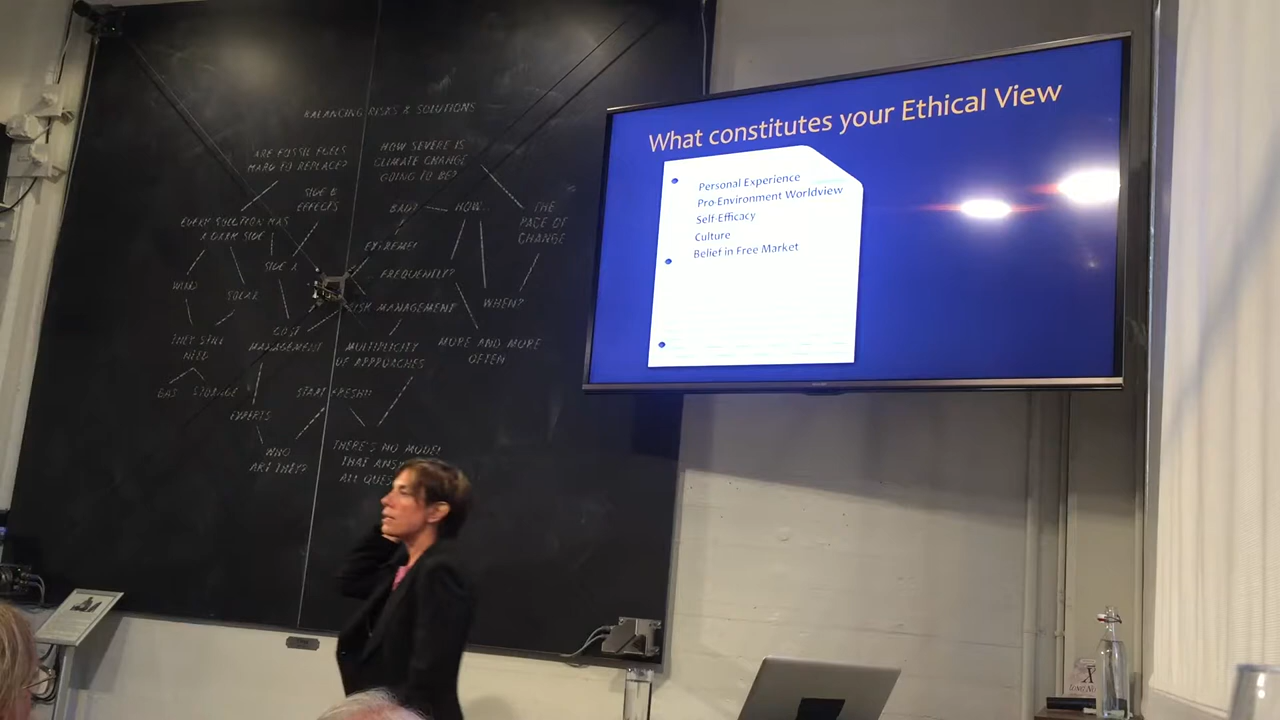 BALANCING RISKS & SOLUTIONS
ARE FOSSIL FUELS
HARD TO REPLACE?
HOW SEVERE IS
CLIMATE CHANGE
GOING TO BE?
SIDE B
EFFECTS
EVERY SOLUTION HAS
A DARK SIDE
BAD?
HOW...
THE
PACE OF
CHANGE
EXTREME?
SIDE A
FREQUENTLY?
WIND
SOLAR
RISK MANAGEMENT
WHEN?
COST
MANAGEMENT
THEY STILL
NEED
MULTIPLICITY
OF APPROACHES
MORE AND MORE
OFTEN
GAS STORAGE
START FRESH?
EXPERTS
WHO
ARE THEY?
THERE'S NO MODEL
THAT
ALL
What constitutes your Ethical View
Personal Experience
Pro-Environment Worldview
Self-Efficacy
Culture
Belief in Free Market